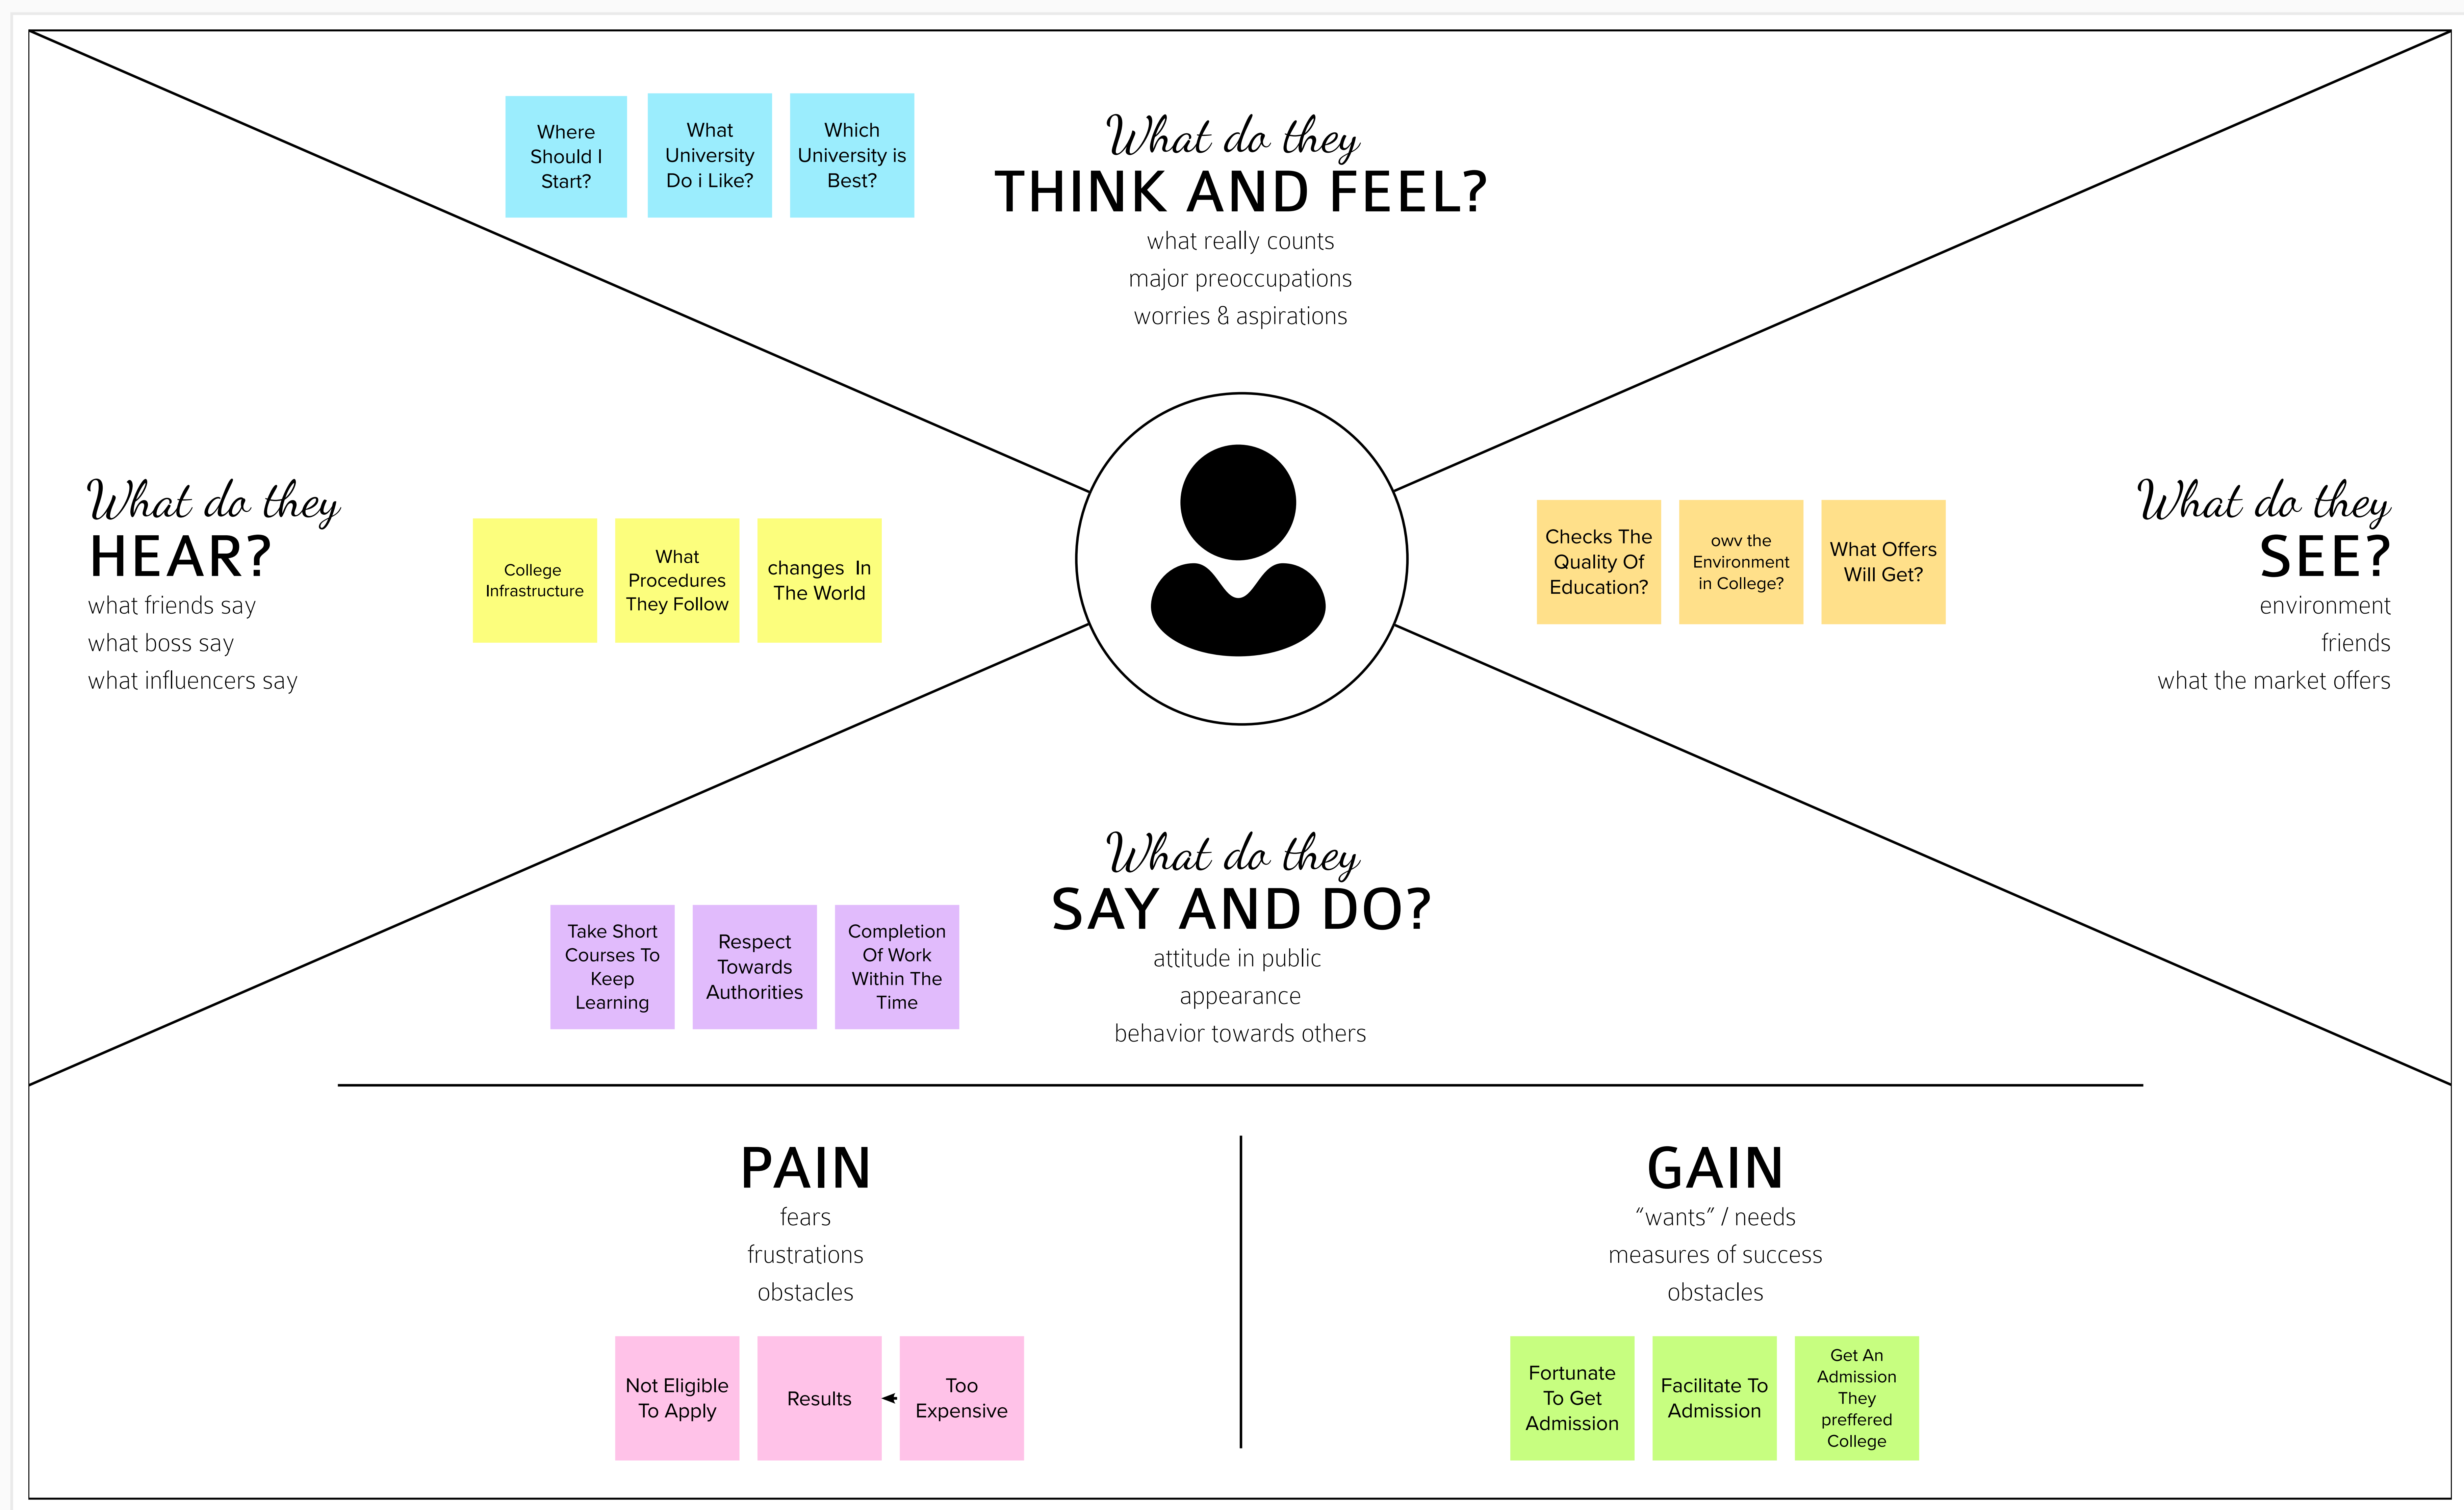 Where
Should I
Start?
What
University
Do i Like?
Which
University is
Best?
What do they
THINK AND FEEL?
what really counts
major preoccupations
worries & aspirations
What do they
HEAR?
what friends say
what boss say
what influencers say
College
Infrastructure
What
Procedures
They Follow
changes In
The World
Checks The
Quality Of
Education?
owv the
Environment
in College?
What Offers
Will Get?
What do they
SEE?
environment
friends
what the market offers
Take Short
Courses To
Keep
Learning
Respect
Towards
Authorities
Completion
Of Work
Within The
Time
What do they
SAY AND DO?
attitude in public
appearance
behavior towards others
PAIN
fears
frustrations
obstacles
Not Eligible
To Apply
Results
Too
Expensive
GAIN
“wants” / needs
measures of success
obstacles
Fortunate
To Get
Admission
Facilitate To
Admission
Get An
Admission
They
preffered
College